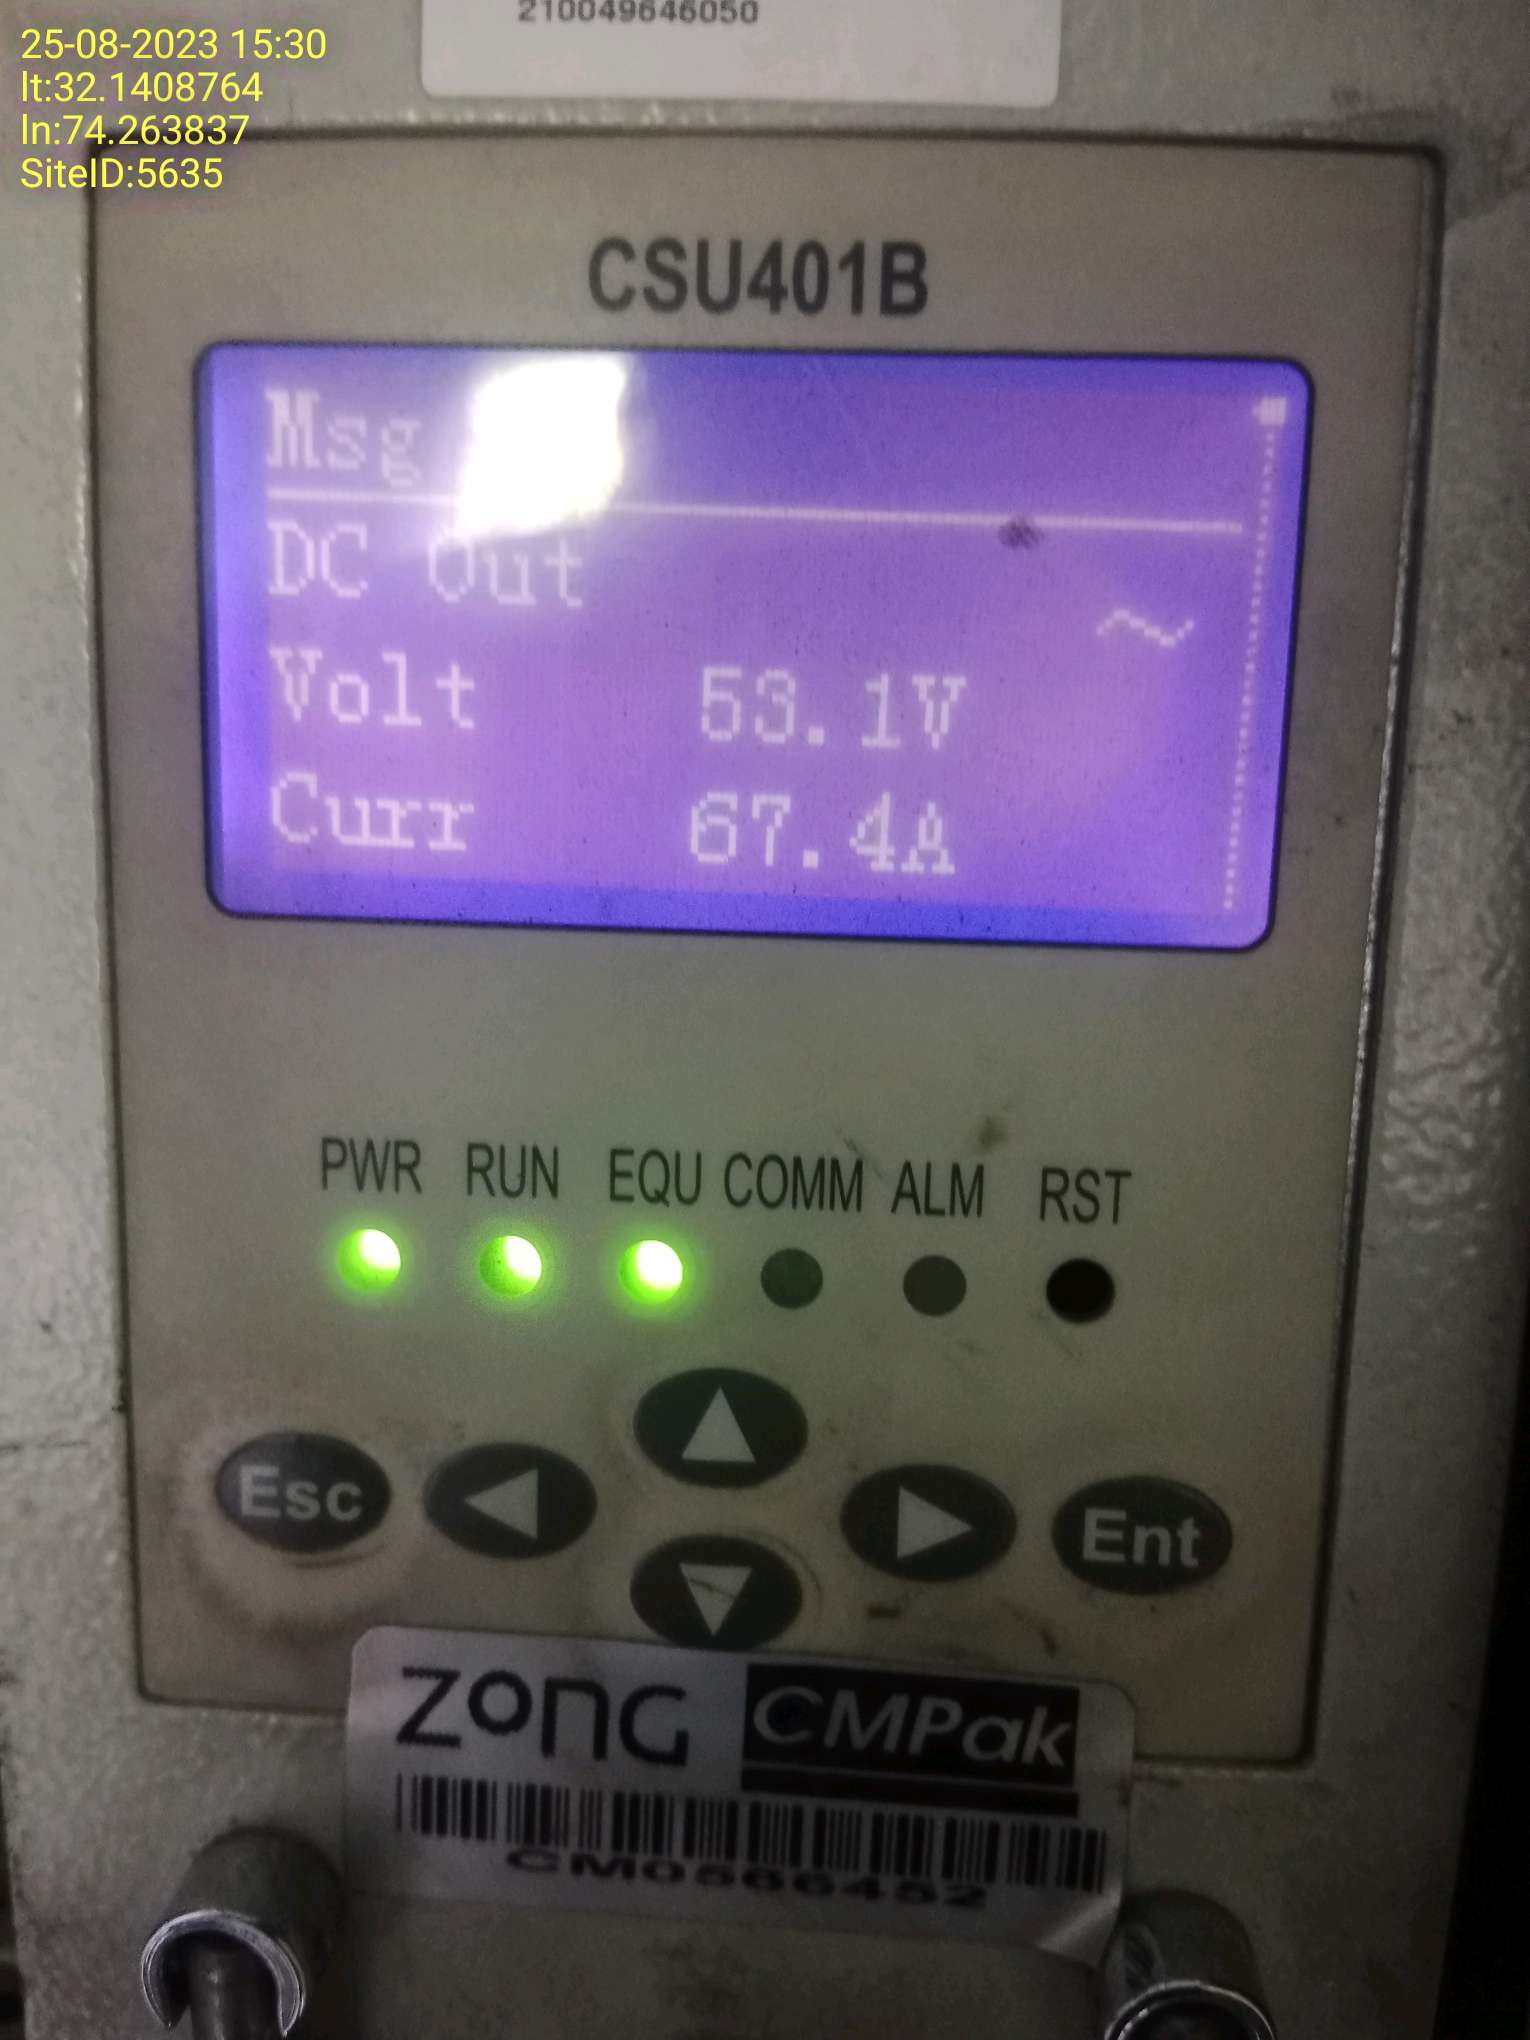 210049646050
25-08-2023 15:30
lt:32.1408764
ln:74.263837
SiteID:5635
CSU401B
Msg
DC Out
Volt 53.1V
Curr 67.4A
PWR RUN EQU COMM ALM RST
Esc Ent
ZONG CMPak
CM0566452